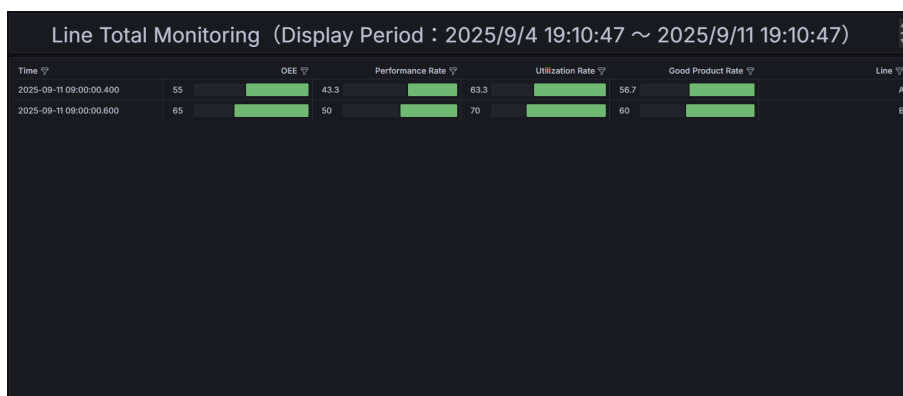 Line Total Monitoring（Display Period：2025/9/4 19:10:47 ～ 2025/9/11 19:10:47）
Time OEE Performance Rate Utilization Rate Good Product Rate Line
2025-09-11 09:00:00.400 55 43.3 63.3 56.7 A
2025-09-11 09:00:00.600 65 50 70 60 B